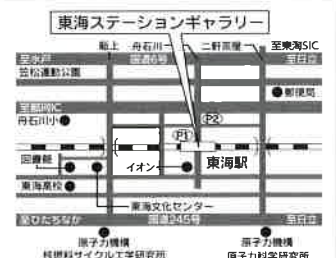 東海ステーションギャラリー
船上 舟石川 二軒茶屋 至東海SIC
至水戸 国道6号 至日立
笠松運動公園
郵便局
至那珂IC
舟石川小 P2
P1
図書館 イオン 東海駅
東海高校
東海文化センター
至ひたちなか 国道245号 至日立
原子力機構 原子力機構
核燃料サイクル工学研究所 原子力科学研究所